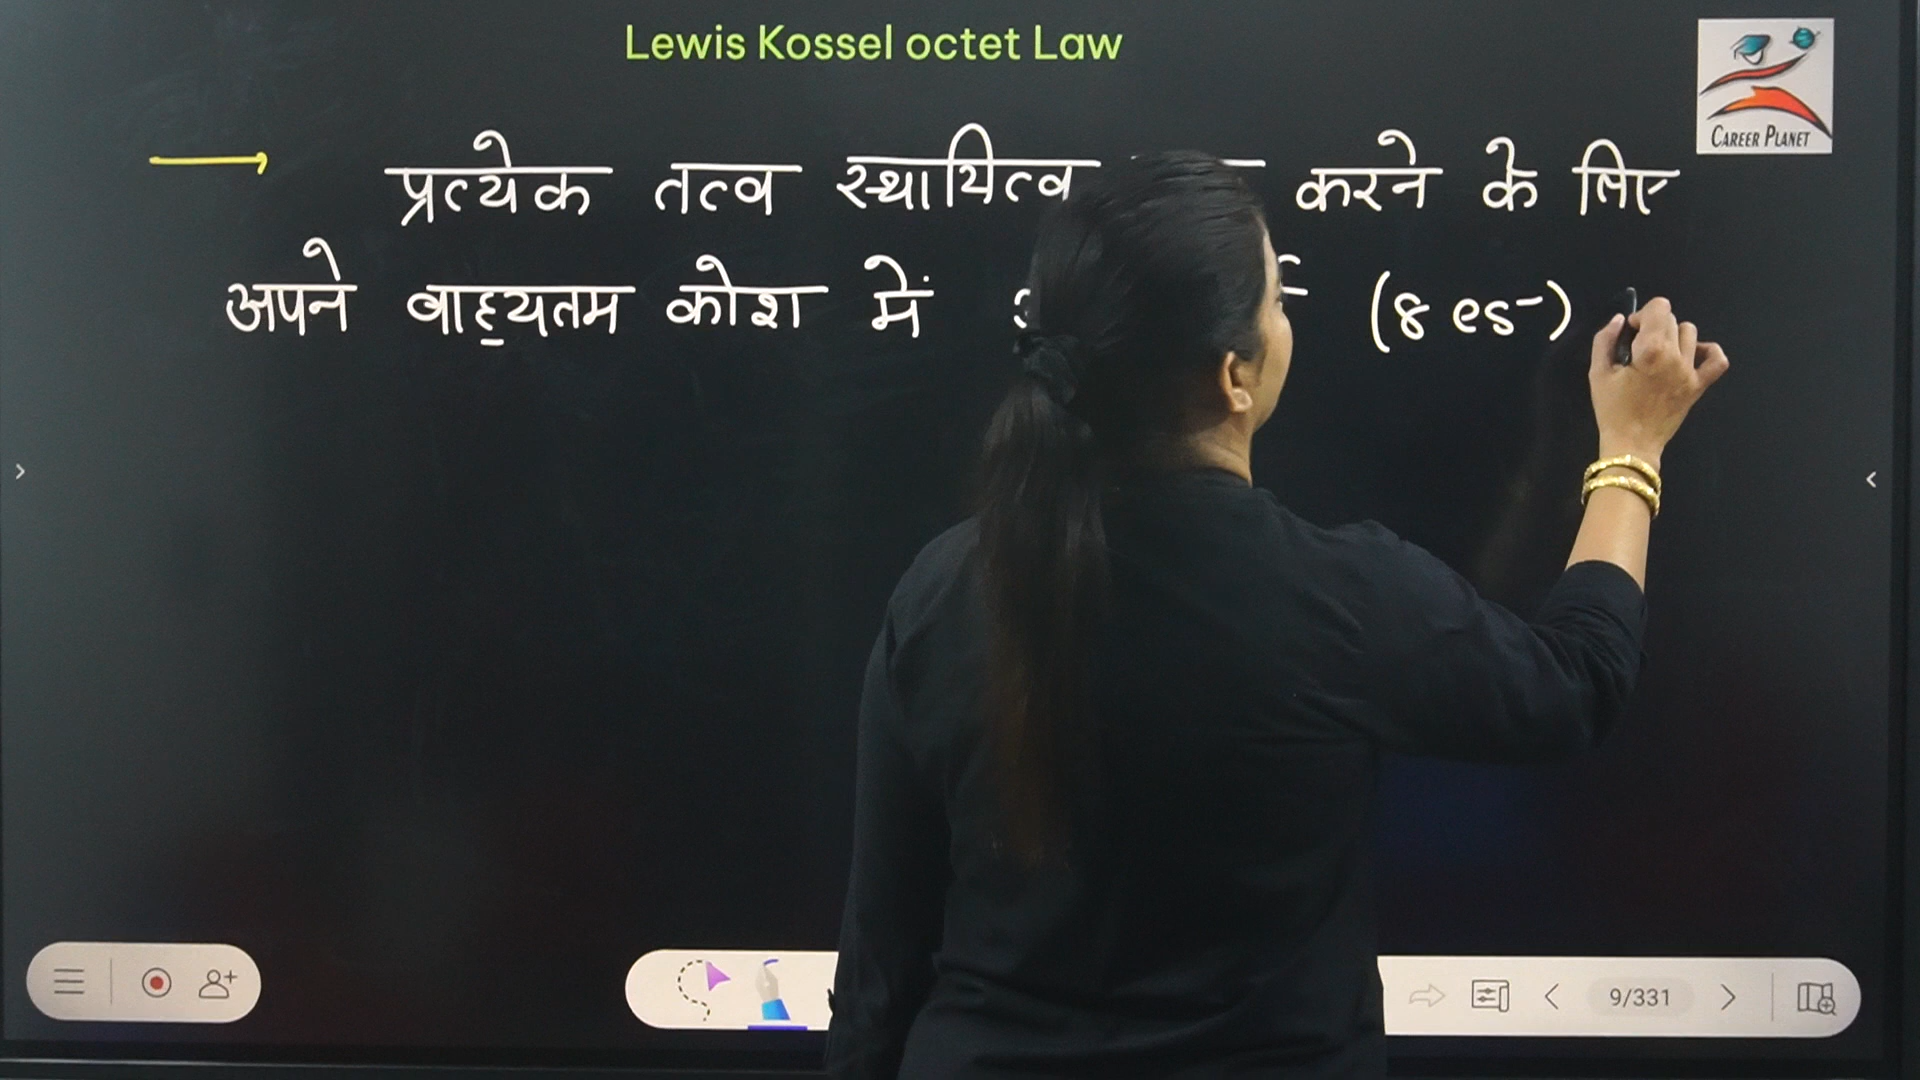 Lewis Kossel octet Law
CAREER PLANET
प्रत्येक तत्व स्थायित्व करने के लिए
अपने बाह्यतम कोश में (8 es⁻)
9/331